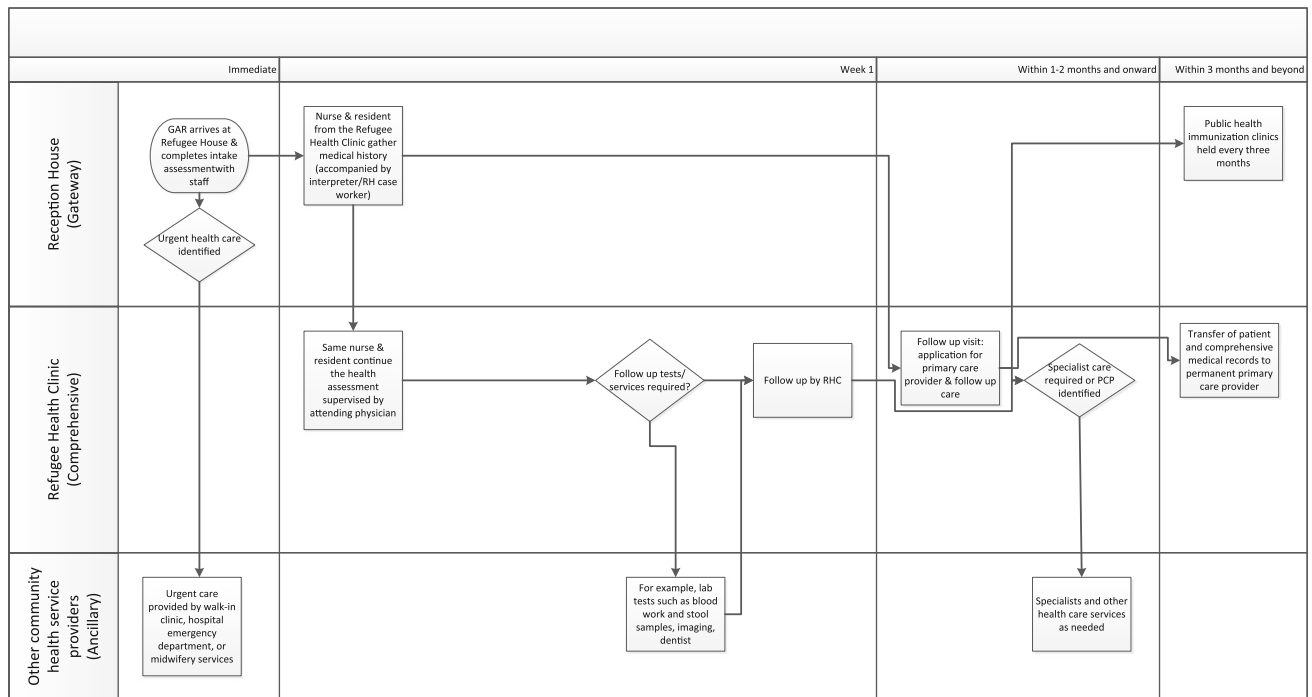 Immediate
Week 1
Within 1-2 months and onward
Within 3 months and beyond
Reception House
(Gateway)
GAR arrives at
Refugee House &
completes intake
assessmentwith
staff
Urgent health care
identified
Nurse & resident
from the Refugee
Health Clinic gather
medical history
(accompanied by
interpreter/RH case
worker)
Public health
immunization clinics
held every three
months
Refugee Health Clinic
(Comprehensive)
Same nurse &
resident continue
the health
assessment
supervised by
attending physician
Follow up tests/
services required?
Follow up by RHC
Follow up visit:
application for
primary care
provider & follow up
care
Specialist care
required or PCP
identified
Transfer of patient
and comprehensive
medical records to
permanent primary
care provider
Other community
health service
providers
(Ancillary)
Urgent care
provided by walk-in
clinic, hospital
emergency
department, or
midwifery services
For example, lab
tests such as blood
work and stool
samples, imaging,
dentist
Specialists and other
health care services
as needed